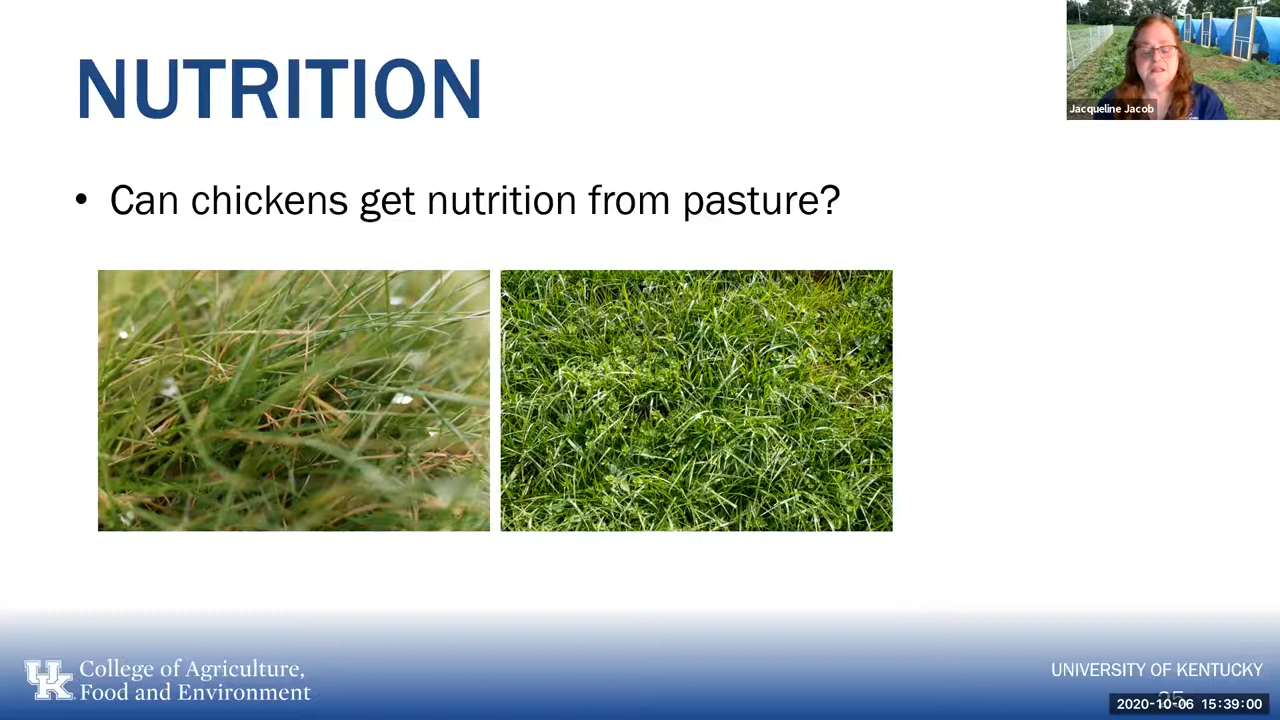 NUTRITION
Jacqueline Jacob
• Can chickens get nutrition from pasture?
UK
College of Agriculture,
Food and Environment
UNIVERSITY OF KENTUCKY
2020-10-06 15:39:00